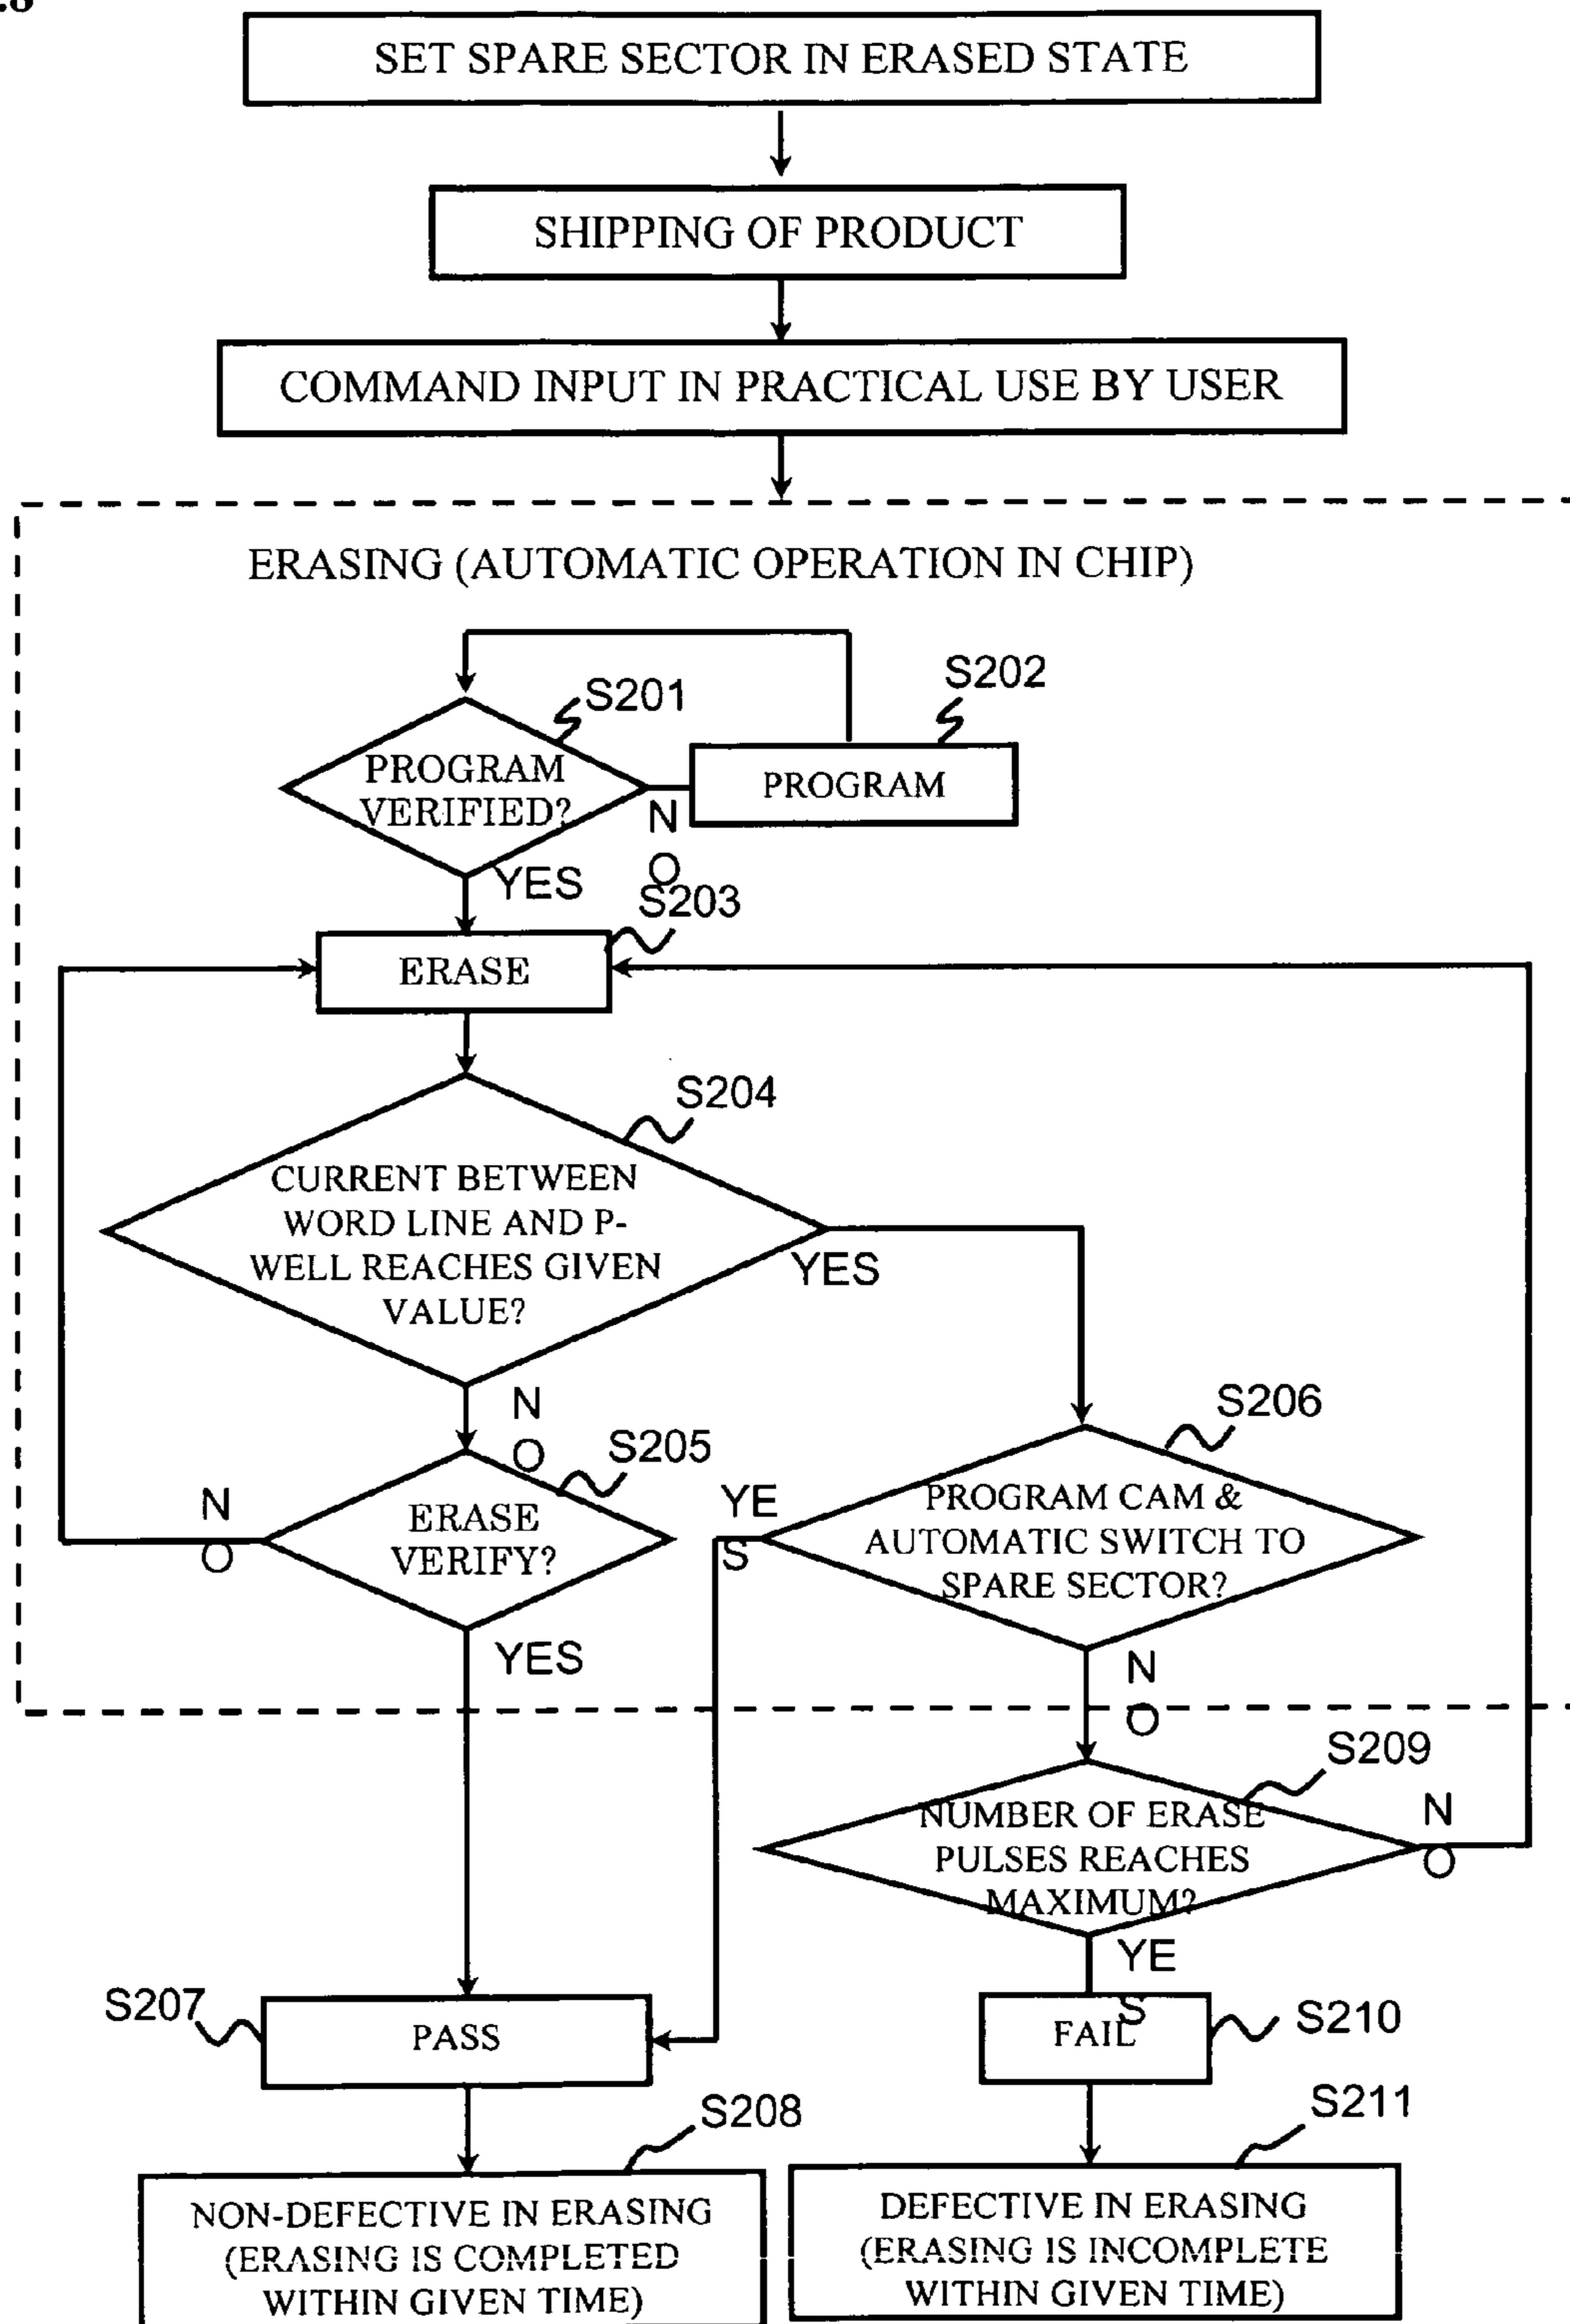 .8
SET SPARE SECTOR IN ERASED STATE
SHIPPING OF PRODUCT
COMMAND INPUT IN PRACTICAL USE BY USER
ERASING (AUTOMATIC OPERATION IN CHIP)
S201
S202
PROGRAM
VERIFIED?
N
O
PROGRAM
YES
S203
ERASE
S204
CURRENT BETWEEN
WORD LINE AND P-
WELL REACHES GIVEN
VALUE?
YES
N
O
S205
S206
ERASE
VERIFY?
N
O
YES
PROGRAM CAM &
AUTOMATIC SWITCH TO
SPARE SECTOR?
YE
S
N
O
S209
NUMBER OF ERASE
PULSES REACHES
MAXIMUM?
N
O
YE
S
S207
PASS
FAIL
S210
S208
S211
NON-DEFECTIVE IN ERASING
(ERASING IS COMPLETED
WITHIN GIVEN TIME)
DEFECTIVE IN ERASING
(ERASING IS INCOMPLETE
WITHIN GIVEN TIME)